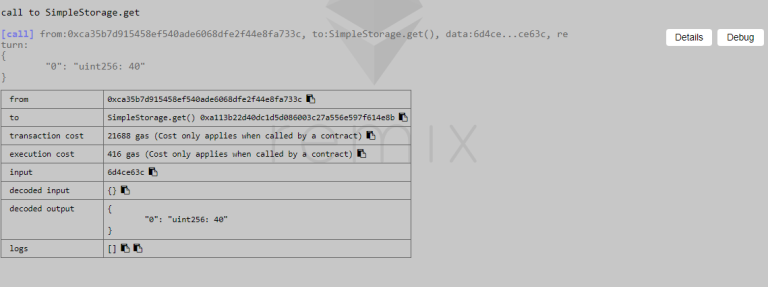 call to SimpleStorage.get
[call] from:0xca35b7d915458ef540ade6068dfe2f44e8fa733c, to:SimpleStorage.get(), data:6d4ce...ce63c, re
turn:
{
"0": "uint256: 40"
}
Details
Debug
from 0xca35b7d915458ef540ade6068dfe2f44e8fa733c
to SimpleStorage.get() 0xa113b22d40dc1d5d086003c27a556e597f614e8b
transaction cost 21688 gas (Cost only applies when called by a contract)
execution cost 416 gas (Cost only applies when called by a contract)
input 6d4ce63c
decoded input {}
decoded output {
"0": "uint256: 40"
}
logs []
remix